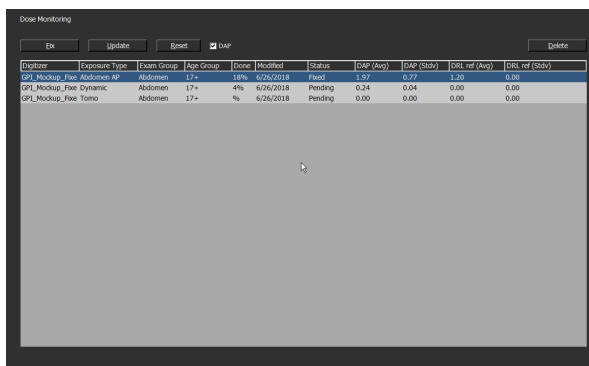 Dose Monitoring
Fix Update Reset DAP Delete
Digitizer Exposure Type Exam Group Age Group Done Modified Status DAP (Avg) DAP (Stdv) DRL ref (Avg) DRL ref (Stdv)
GPI_Mockup_Fixe Abdomen AP Abdomen 17+ 18% 6/26/2018 Fixed 1.97 0.77 1.20 0.00
GPI_Mockup_Fixe Dynamic Abdomen 17+ 4% 6/26/2018 Pending 0.24 0.04 0.00 0.00
GPI_Mockup_Fixe Tomo Abdomen 17+ % 6/26/2018 Pending 0.00 0.00 0.00 0.00